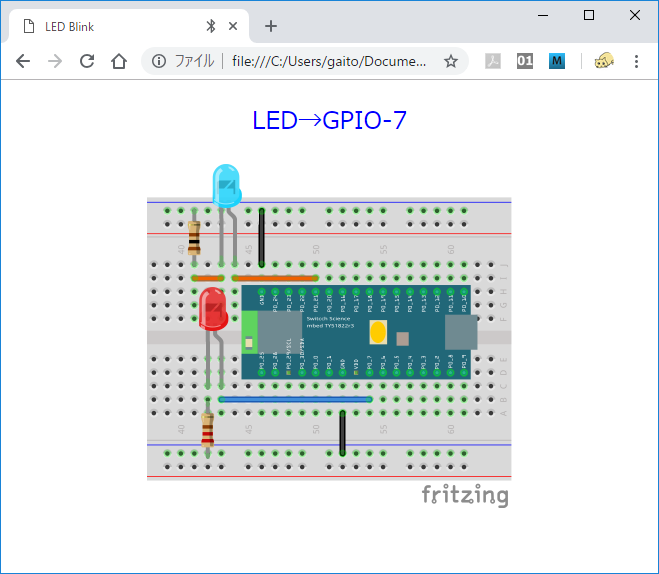 LED Blink
ファイル | file:///C:/Users/gaito/Docume...
01
M
LED→GPIO-7
40 45 50 55 60
J
I
H
G
F
GND P0_24 P0_23 P0_22 P0_21 P0_20 P0_19 P0_18 P0_16 P0_17 P0_15 P0_14 P0_13 P0_12 P0_11 P0_10
Switch Science
mbed TY51822r3
P0_25 P0_26 P0_29/SCL P0_30/SDA P0_0 P0_1 GND VDD P0_7 P0_6 P0_5 P0_4 P0_3 P0_2 P0_8 P0_9
E
D
C
B
A
40 45 50 55 60
fritzing